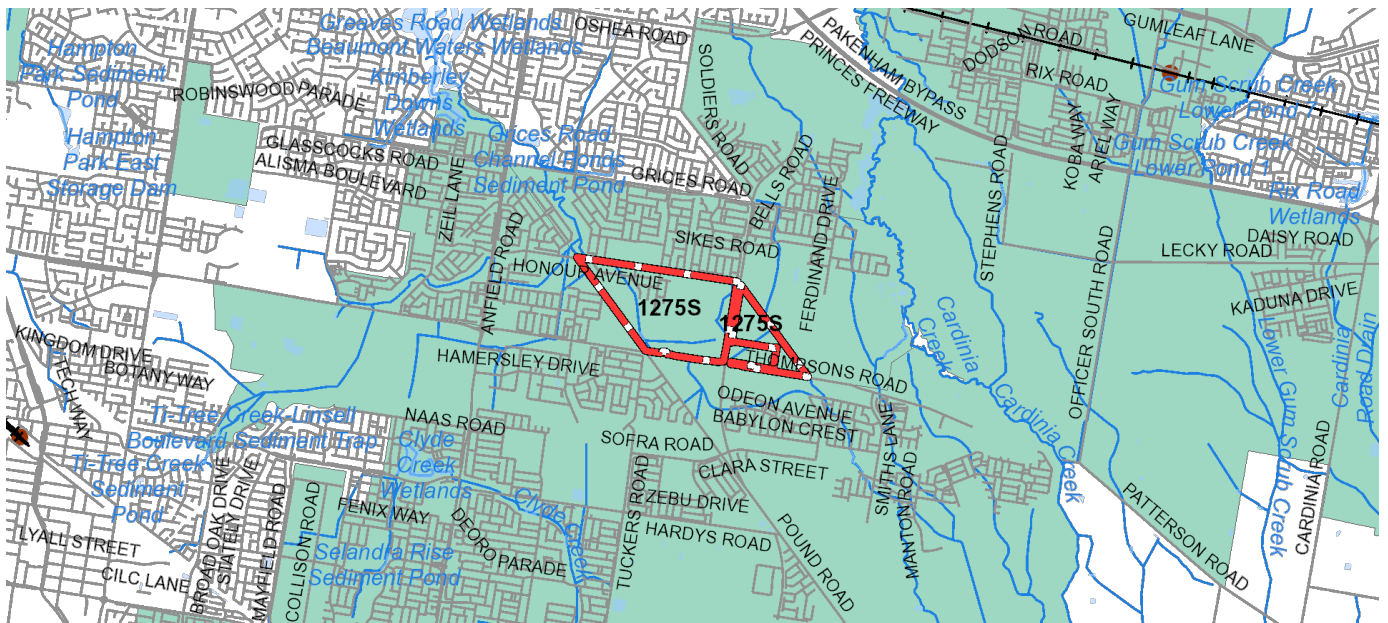 Greaves Road Wetlands
Beaumont Waters Wetlands
OSHEA ROAD
Hampton
Park Sediment
Pond
Kimberley
Downs
Wetlands
ROBINSWOOD PARADE
SOLDIERS ROAD
PAKENHAM BYPASS
PRINCES FREEWAY
DODSON ROAD
GUMLEAF LANE
RIX ROAD
Gum Scrub Creek
Lower Pond 7
KOBA WAY
ARIEL WAY
Gum Scrub Creek
Lower Pond 1
Hampton
Park East
Storage Dam
GLASSCOCKS ROAD
ALISMA BOULEVARD
Grices Road
Channel Ponds
Sediment Pond
GRICES ROAD
BELLS ROAD
Rix Road
Wetlands
ZEIL LANE
STEPHENS ROAD
FERDINAND DRIVE
SIKES ROAD
LECKY ROAD
DAISY ROAD
ANFIELD ROAD
HONOUR AVENUE
1275S
1275S
KADUNA DRIVE
OFFICER SOUTH ROAD
KINGDOM DRIVE
BOTANY WAY
TECH WAY
HAMERSLEY DRIVE
THOMPSONS ROAD
Cardinia
Creek
Lower Gum Scrub Creek
Cardinia
Road Drain
ODEON AVENUE
BABYLON CREST
Cardinia Creek
Ti-Tree Creek-Linsell
Boulevard Sediment Trap
NAAS ROAD
Clyde
Creek
Wetlands
SOFRA ROAD
SMITHS LANE
CARDINIA ROAD
Ti-Tree Creek
Sediment
Pond
CLARA STREET
MANTON ROAD
BROAD OAK DRIVE
STATELY DRIVE
MAYFIELD ROAD
COLLISON ROAD
FENIX WAY
DEORO PARADE
Clyde Creek
TUCKERS ROAD
ZEBU DRIVE
HARDYS ROAD
POUND ROAD
PATTERSON ROAD
LYALL STREET
CILC LANE
Selandra Rise
Sediment Pond